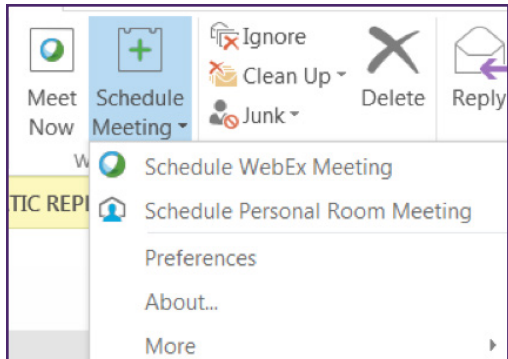 Ignore
Clean Up
Junk
Meet
Now
Schedule
Meeting
Delete
Reply
W
TIC REPL
Schedule WebEx Meeting
Schedule Personal Room Meeting
Preferences
About...
More